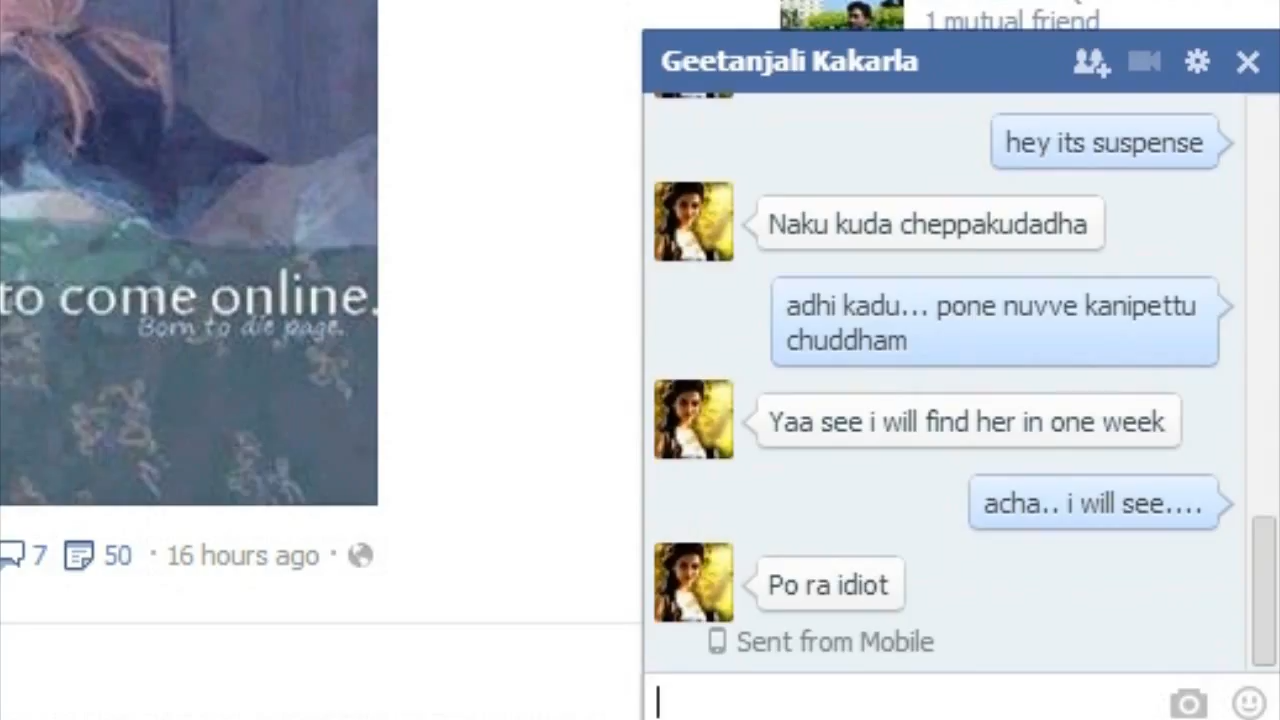 1 mutual friend
Geetanjali Kakarla
hey its suspense
Naku kuda cheppakudadha
adhi kadu... pone nuvve kanipettu
chuddham
Yaa see i will find her in one week
acha.. i will see....
Po ra idiot
Sent from Mobile
to come online.
Born to die page.
7 50 · 16 hours ago ·